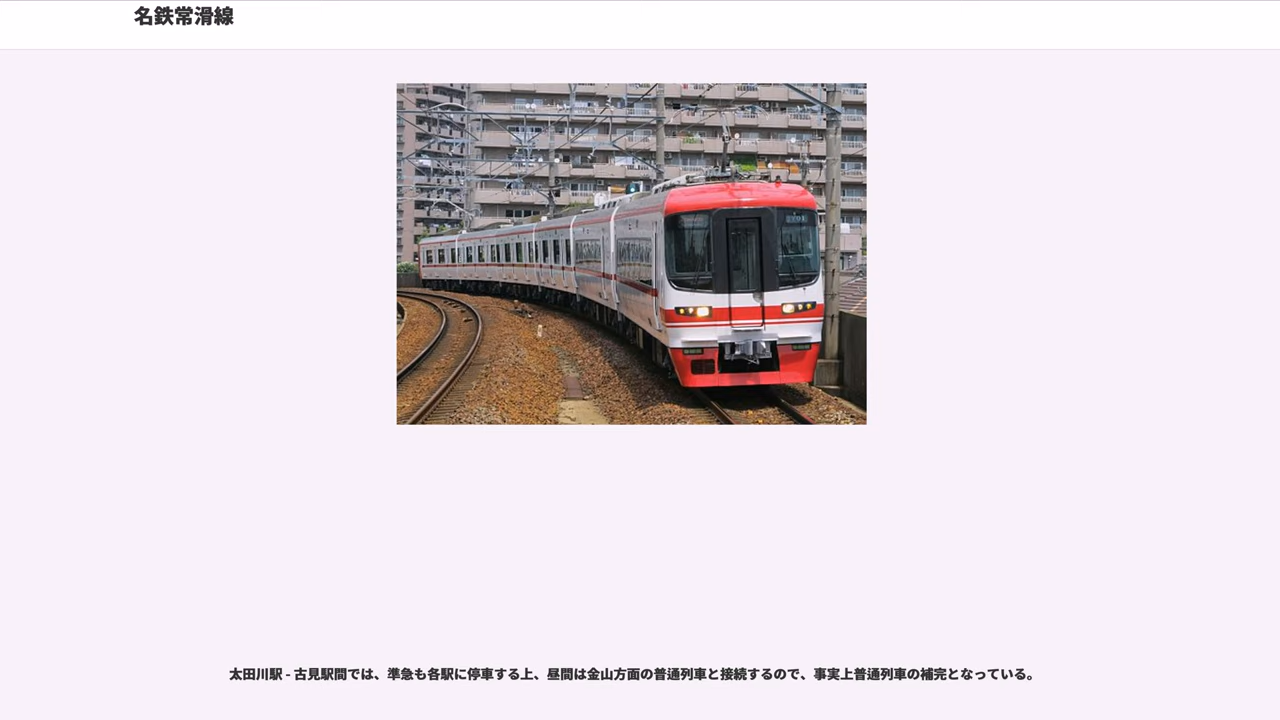 名鉄常滑線
太田川駅 - 古見駅間では、準急も各駅に停車する上、昼間は金山方面の普通列車と接続するので、事実上普通列車の補完となっている。